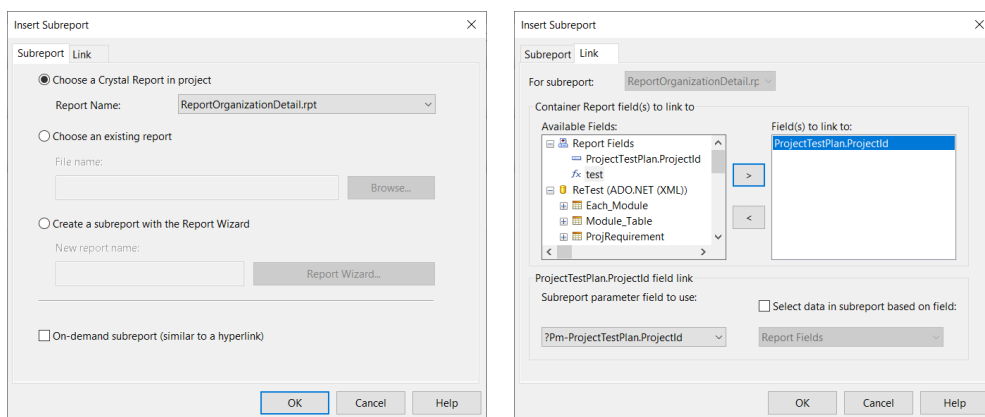 Insert Subreport
Subreport Link
Choose a Crystal Report in project
Report Name: ReportOrganizationDetail.rpt
Choose an existing report
File name:
Browse...
Create a subreport with the Report Wizard
New report name:
Report Wizard...
On-demand subreport (similar to a hyperlink)
OK Cancel Help
Insert Subreport
Subreport Link
For subreport: ReportOrganizationDetail.rp
Container Report field(s) to link to
Available Fields: Field(s) to link to:
Report Fields ProjectTestPlan.ProjectId
ProjectTestPlan.ProjectId
fx test
>
ReTest (ADO.NET (XML))
Each_Module
Module_Table
<
ProjRequirement
ProjectTestPlan.ProjectId field link
Subreport parameter field to use:
Select data in subreport based on field:
?Pm-ProjectTestPlan.ProjectId Report Fields
OK Cancel Help